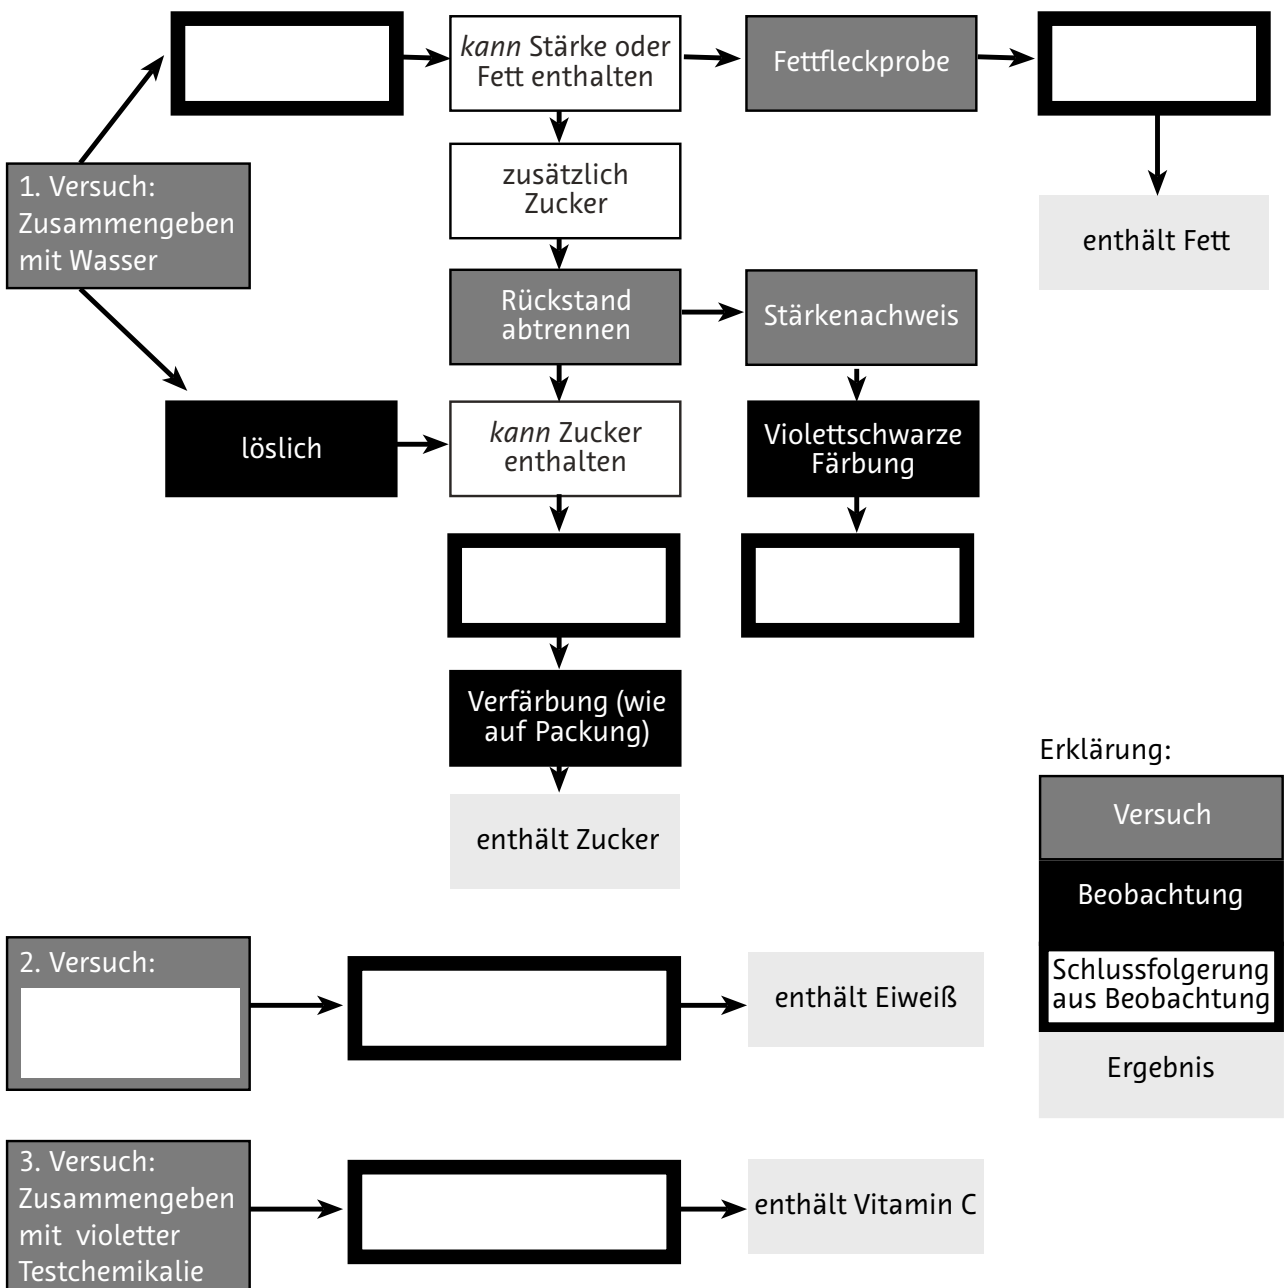 kann Stärke oder
Fett enthalten
Fettfleckprobe
1. Versuch:
Zusammengeben
mit Wasser
zusätzlich
Zucker
enthält Fett
Rückstand
abtrennen
Stärkenachweis
löslich
kann Zucker
enthalten
Violettschwarze
Färbung
Verfärbung (wie
auf Packung)
enthält Zucker
Erklärung:
Versuch
Beobachtung
Schlussfolgerung
aus Beobachtung
Ergebnis
2. Versuch:
enthält Eiweiß
3. Versuch:
Zusammengeben
mit violetter
Testchemikalie
enthält Vitamin C